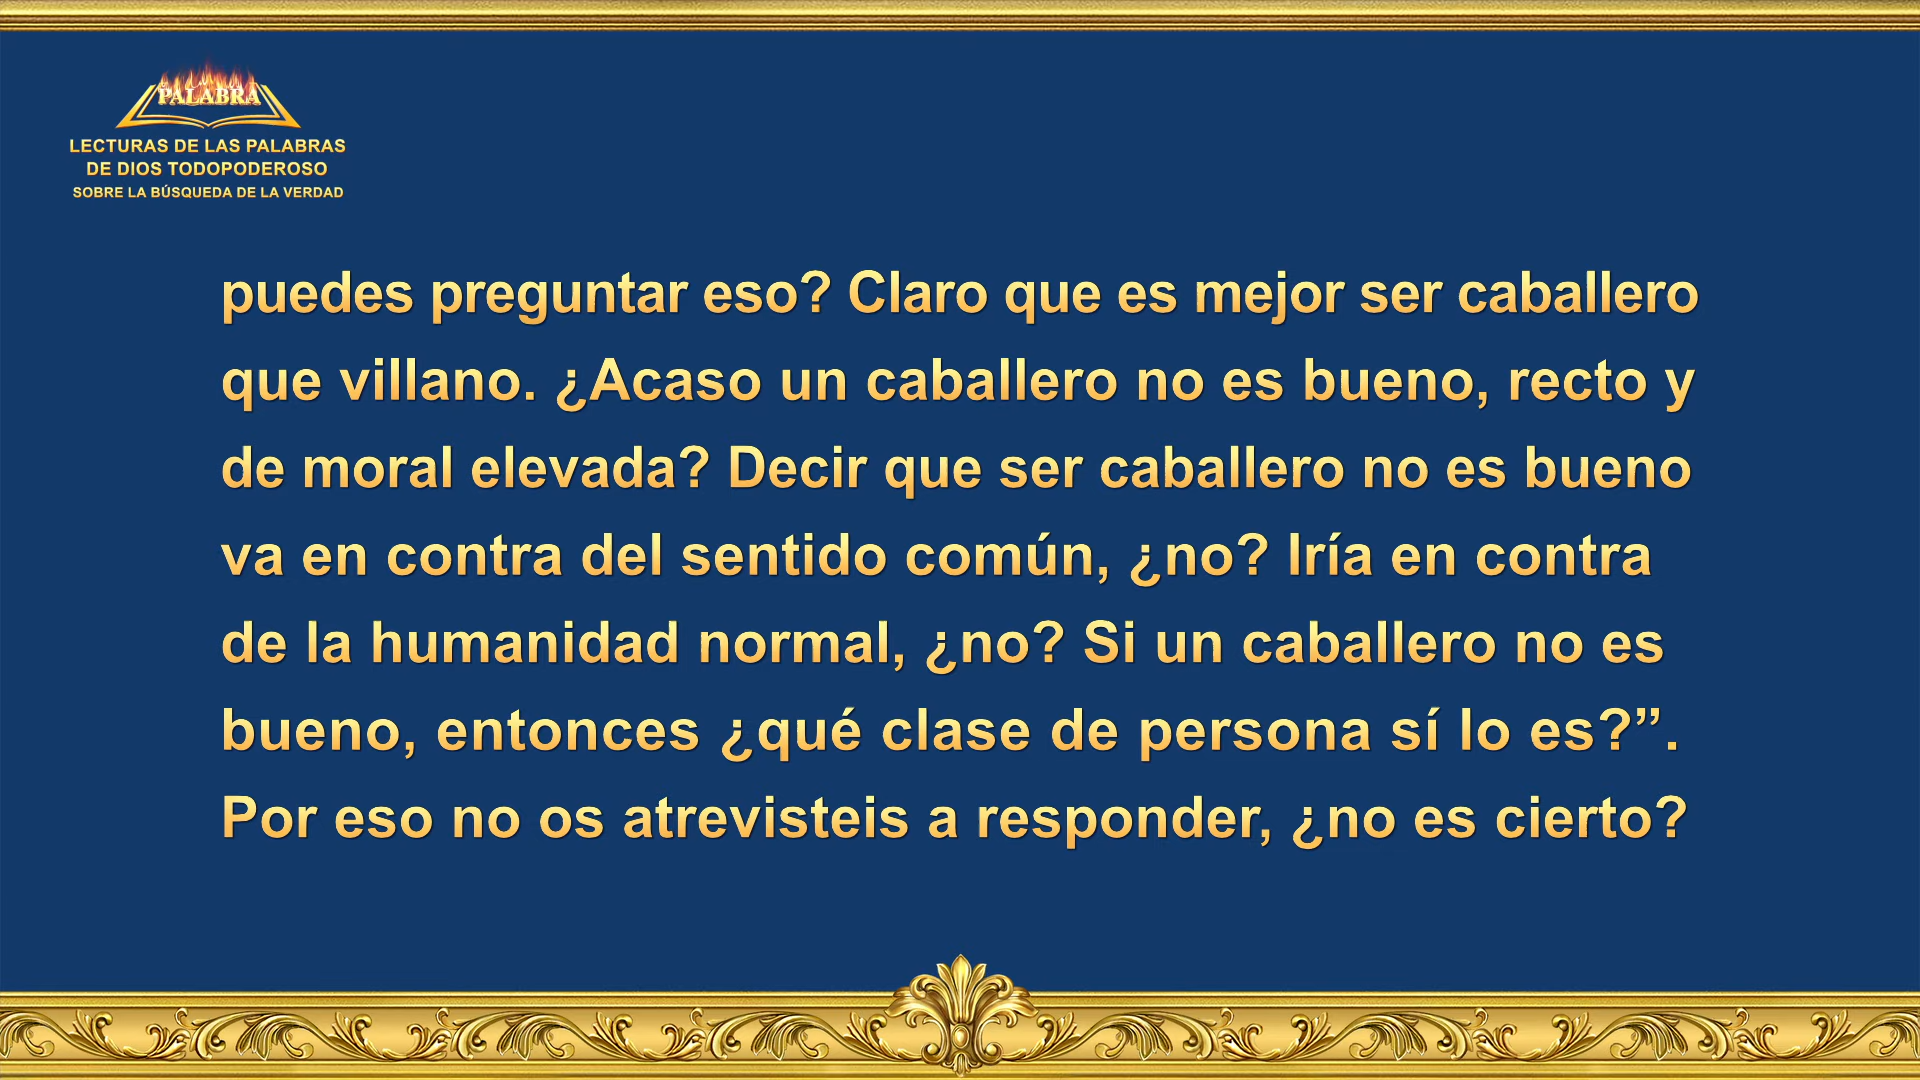 PALABRA
LECTURAS DE LAS PALABRAS
DE DIOS TODOPODEROSO
SOBRE LA BÚSQUEDA DE LA VERDAD
puedes preguntar eso? Claro que es mejor ser caballero
que villano. ¿Acaso un caballero no es bueno, recto y
de moral elevada? Decir que ser caballero no es bueno
va en contra del sentido común, ¿no? Iría en contra
de la humanidad normal, ¿no? Si un caballero no es
bueno, entonces ¿qué clase de persona sí lo es?”.
Por eso no os atrevisteis a responder, ¿no es cierto?